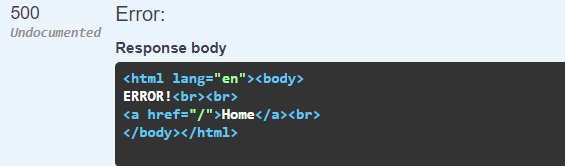 500
Undocumented
Error:
Response body
<html lang="en"><body>
ERROR!<br><br>
<a href="/">Home</a><br>
</body></html>